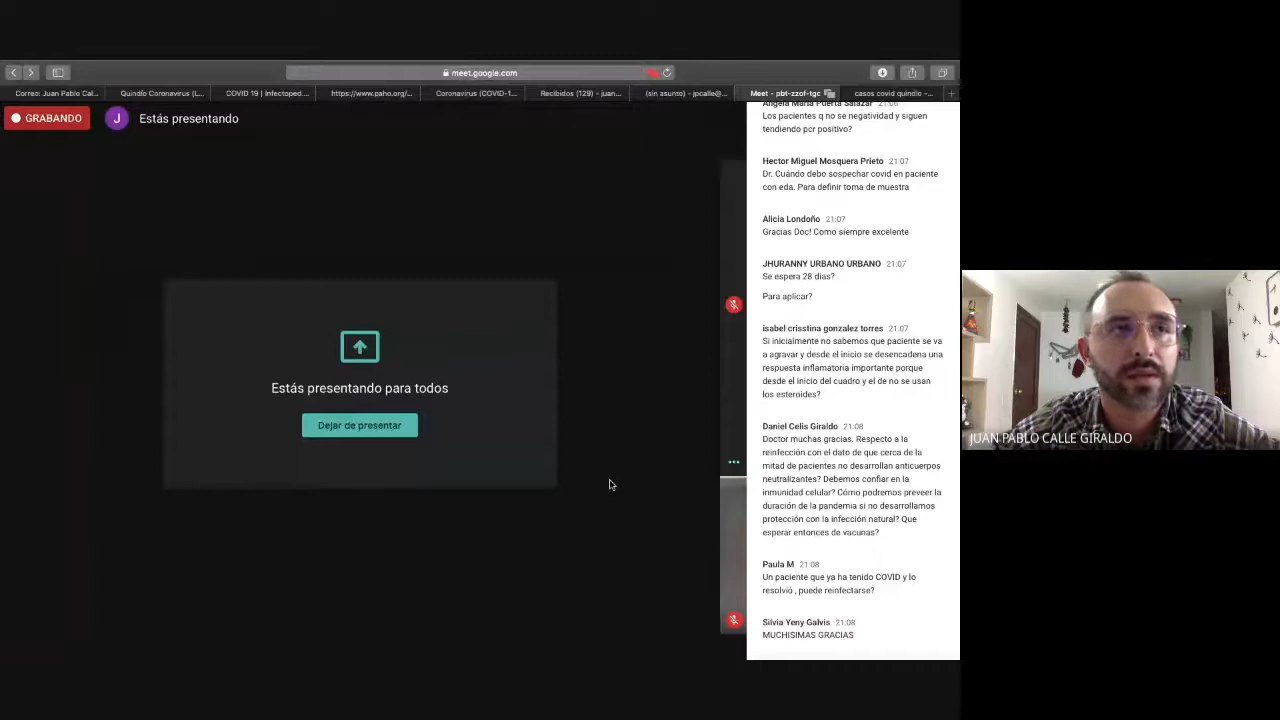 meet.google.com
Correo: Juan Pablo Cal...
Quindío Coronavirus (L...
COVID 19 | Infectoped...
https://www.paho.org/...
Coronavirus (COVID-1...
Recibidos (129) – juan...
(sin asunto) – jpcalle@...
Meet – pbt-zzof-tgc
casos covid quindio –...
GRABANDO
J
Estás presentando
Estás presentando para todos
Dejar de presentar
Angela Maria Puerta Salazar 21:06
Los pacientes q no se negatividad y siguen
tendiendo pcr positivo?
Hector Miguel Mosquera Prieto 21:07
Dr. Cuándo debo sospechar covid en paciente
con eda. Para definir toma de muestra
Alicia Londoño 21:07
Gracias Doc! Como siempre excelente
JHURANNY URBANO URBANO 21:07
Se espera 28 dias?
Para aplicar?
isabel crisstina gonzalez torres 21:07
Si inicialmente no sabemos que paciente se va
a agravar y desde el inicio se desencadena una
respuesta inflamatoria importante porque
desde el inicio del cuadro y el de no se usan
los esteroides?
Daniel Celis Giraldo 21:08
Doctor muchas gracias. Respecto a la
reinfección con el dato de que cerca de la
mitad de pacientes no desarrollan anticuerpos
neutralizantes? Debemos confiar en la
inmunidad celular? Cómo podremos preveer la
duración de la pandemia si no desarrollamos
protección con la infección natural? Que
esperar entonces de vacunas?
Paula M 21:08
Un paciente que ya ha tenido COVID y lo
resolvió , puede reinfectarse?
Silvia Yeny Galvis 21:08
MUCHISIMAS GRACIAS
JUAN PABLO CALLE GIRALDO